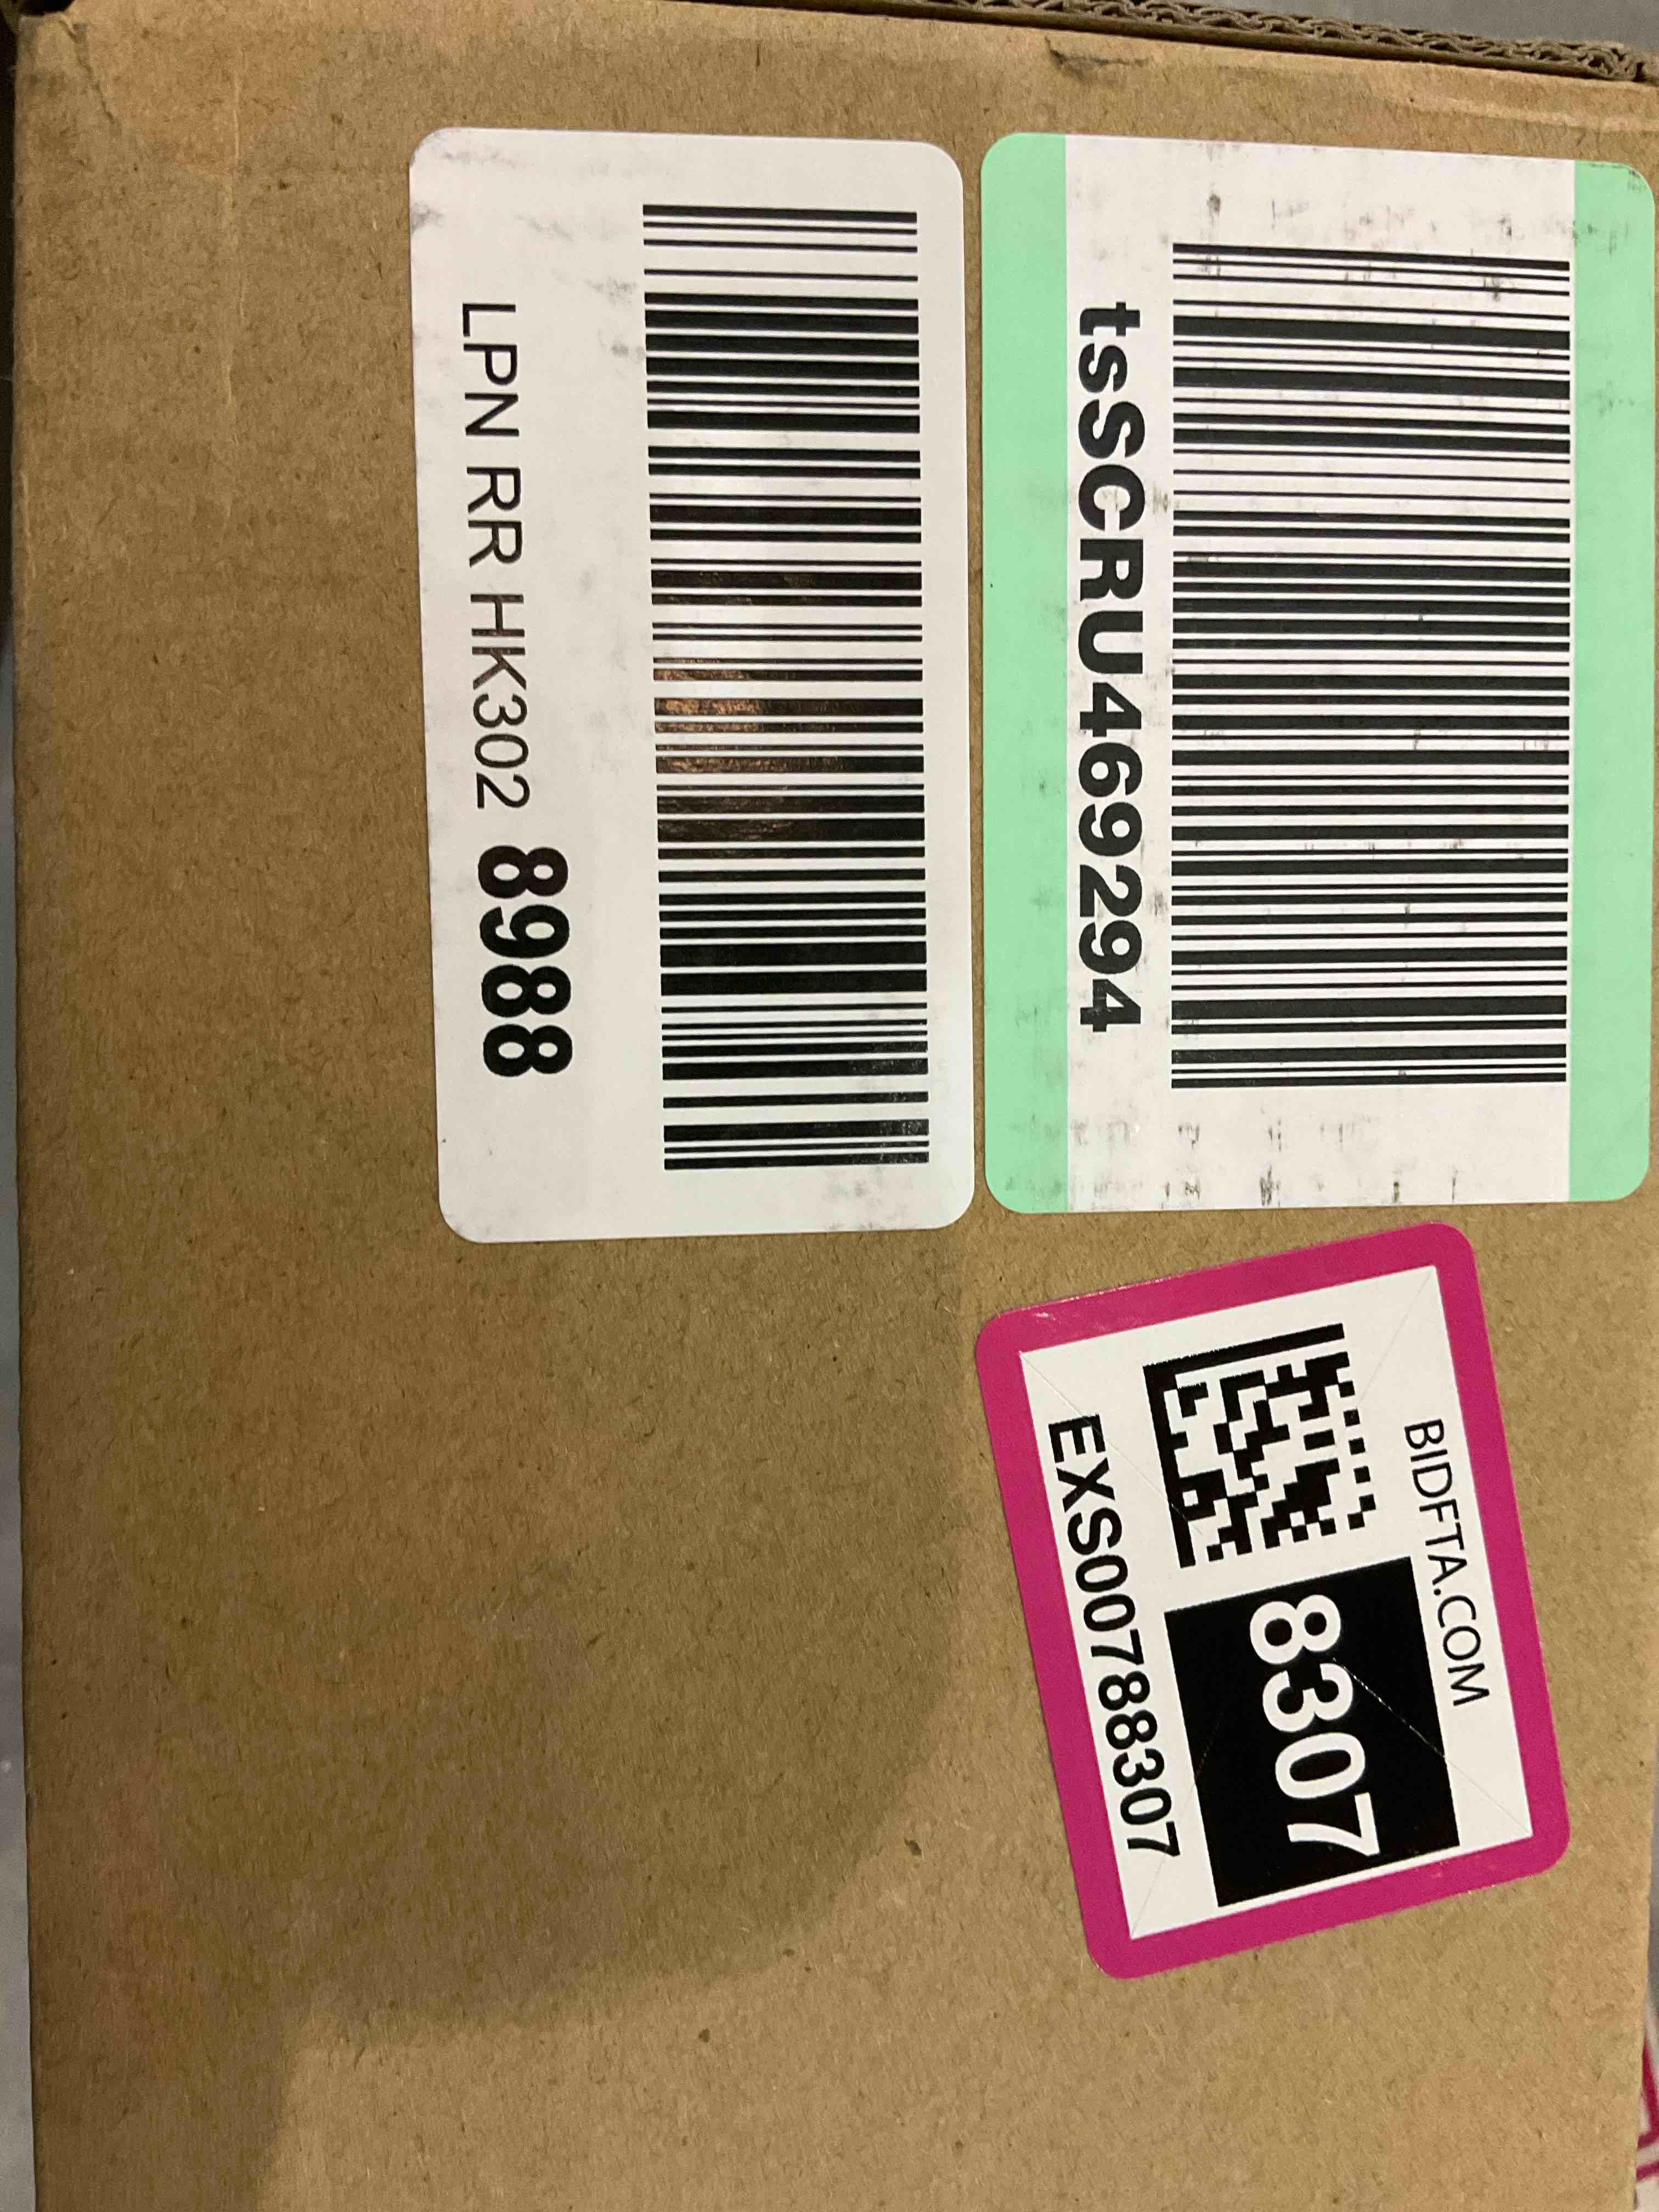 tsSCRU469294
LPN RR HK302 8988
BIDFTA.COM
8307
EXS00788307